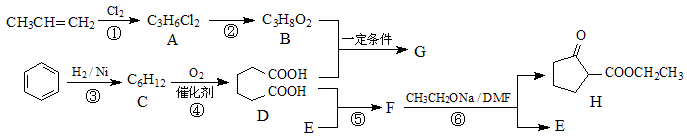 CH₃CH=CH₂ Cl₂ ① C₃H₆Cl₂ A ② C₃H₈O₂ B 一定条件 G
H₂/Ni ③ C₆H₁₂ C O₂ 催化剂 ④ COOH COOH D E ⑤ F CH₃CH₂ONa/DMF ⑥ O COOCH₂CH₃ H E